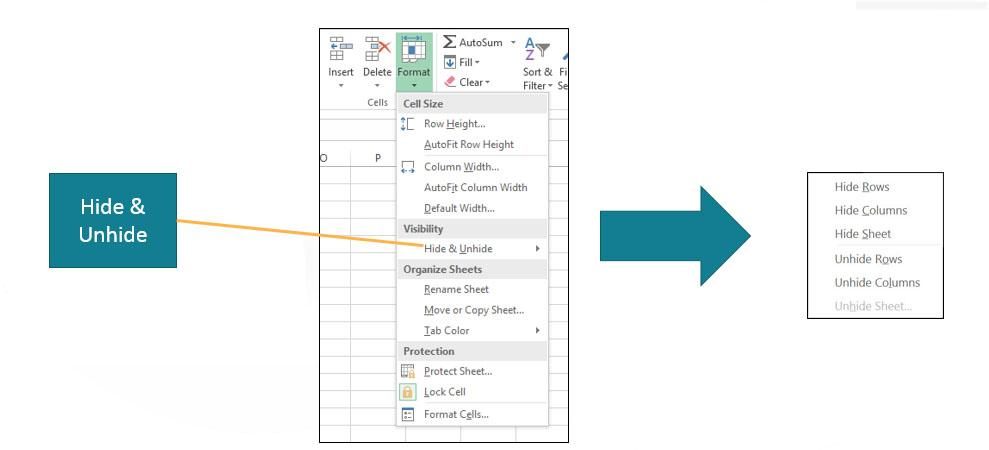 Hide &
Unhide
AutoSum
Fill
Clear
Insert
Delete
Format
Sort &
Filter
Cells
O
P
Cell Size
Row Height...
AutoFit Row Height
Column Width...
AutoFit Column Width
Default Width...
Visibility
Hide & Unhide
Organize Sheets
Rename Sheet
Move or Copy Sheet...
Tab Color
Protection
Protect Sheet...
Lock Cell
Format Cells...
Hide Rows
Hide Columns
Hide Sheet
Unhide Rows
Unhide Columns
Unhide Sheet...